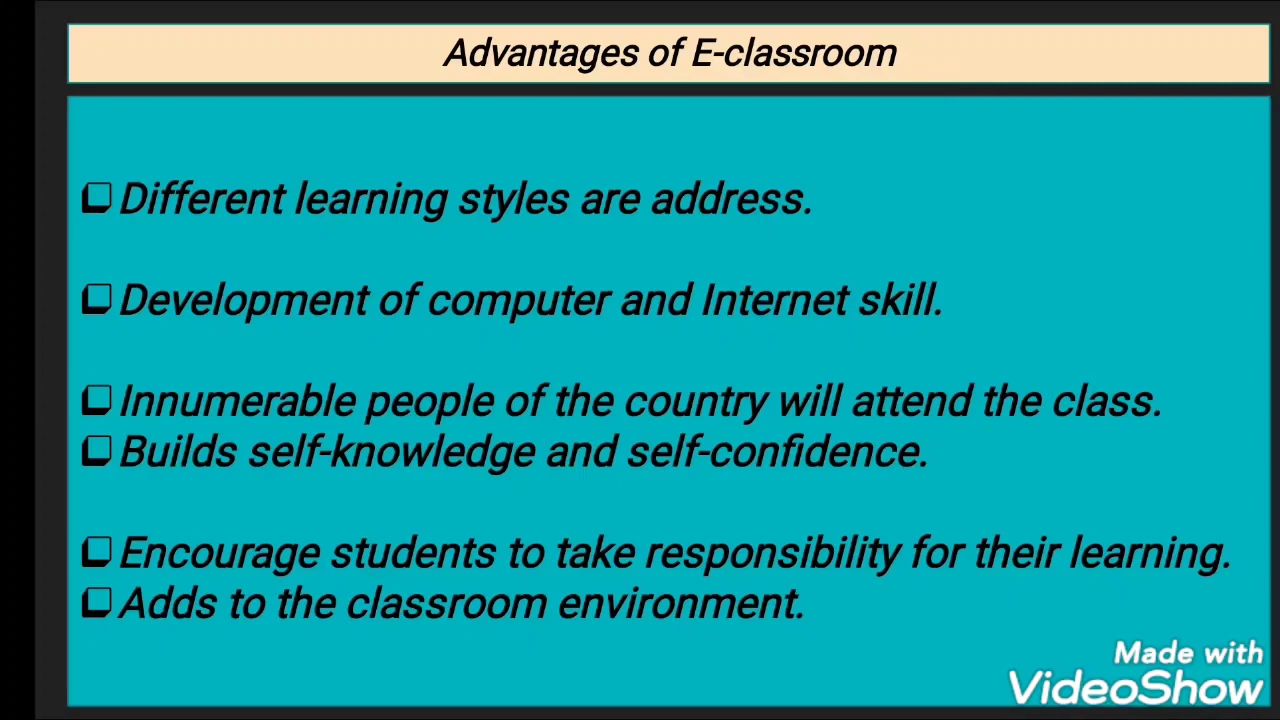 Advantages of E-classroom
❑Different learning styles are address.
❑Development of computer and Internet skill.
❑Innumerable people of the country will attend the class.
❑Builds self-knowledge and self-confidence.
❑Encourage students to take responsibility for their learning.
❑Adds to the classroom environment.
Made with
VideoShow